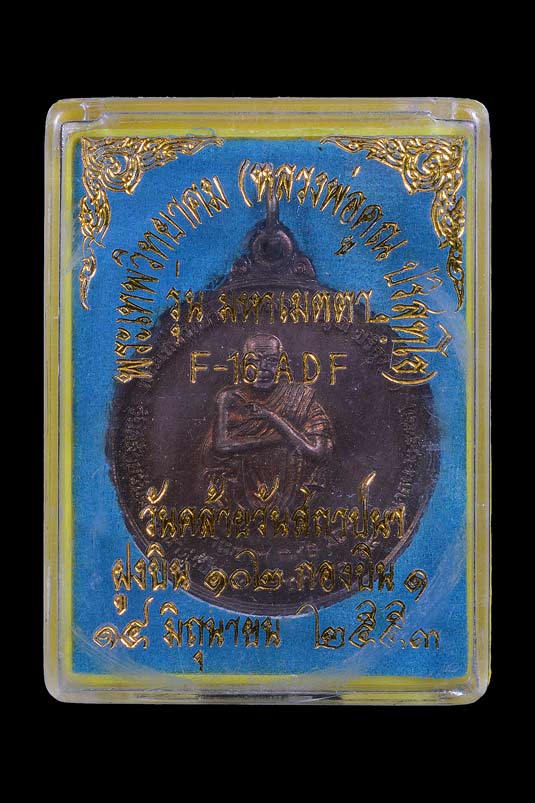 พระเทพวิทยาคม (หลวงพ่อคูณ ปริสุทโธ)
รุ่น มหาเมตตา
F-16 ADF
วันคล้ายวันสถาปนา
ฝูงบิน ๑๐๒ กองบิน ๑
๑๕ มิถุนายน ๒๕๕๓